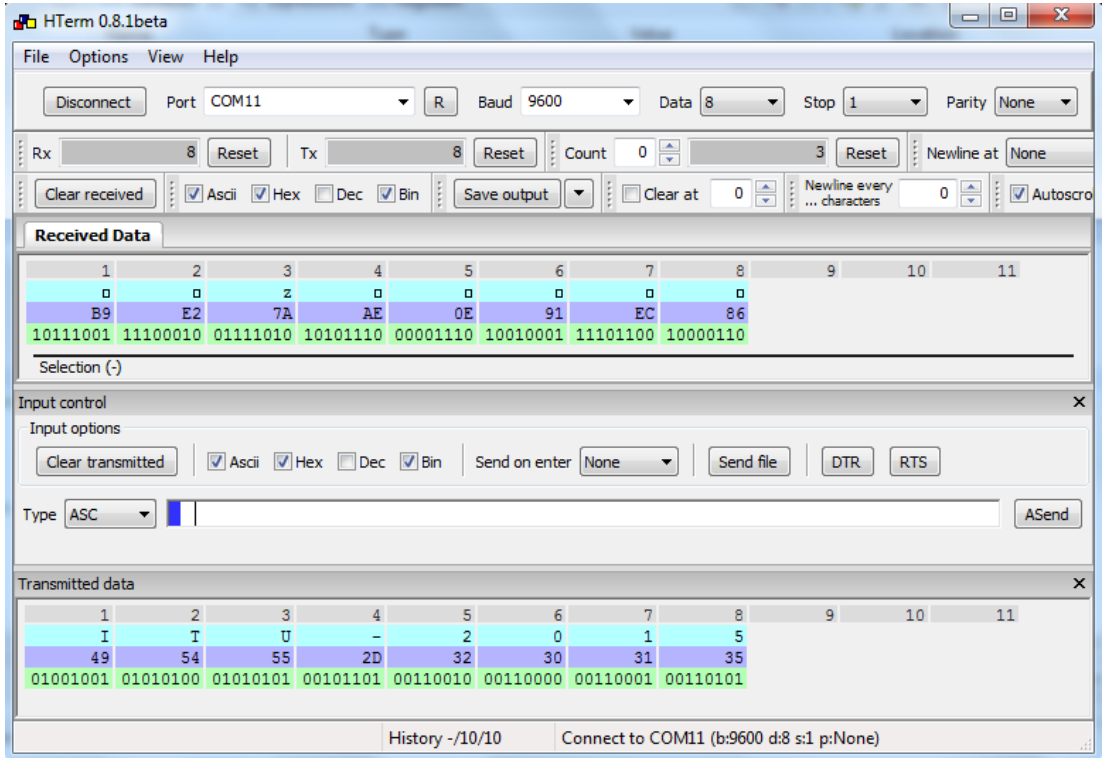 HTerm 0.8.1beta
File Options View Help
Disconnect Port COM11 R Baud 9600 Data 8 Stop 1 Parity None
Rx 8 Reset Tx 8 Reset Count 0 3 Reset Newline at None
Clear received Ascii Hex Dec Bin Save output Clear at 0 Newline every ... characters 0 Autoscro
Received Data
1 2 3 4 5 6 7 8 9 10 11
z
B9 E2 7A AE 0E 91 EC 86
10111001 11100010 01111010 10101110 00001110 10010001 11101100 10000110
Selection (-)
Input control
Input options
Clear transmitted Ascii Hex Dec Bin Send on enter None Send file DTR RTS
Type ASC ASend
Transmitted data
1 2 3 4 5 6 7 8 9 10 11
I T U - 2 0 1 5
49 54 55 2D 32 30 31 35
01001001 01010100 01010101 00101101 00110010 00110000 00110001 00110101
History -/10/10 Connect to COM11 (b:9600 d:8 s:1 p:None)